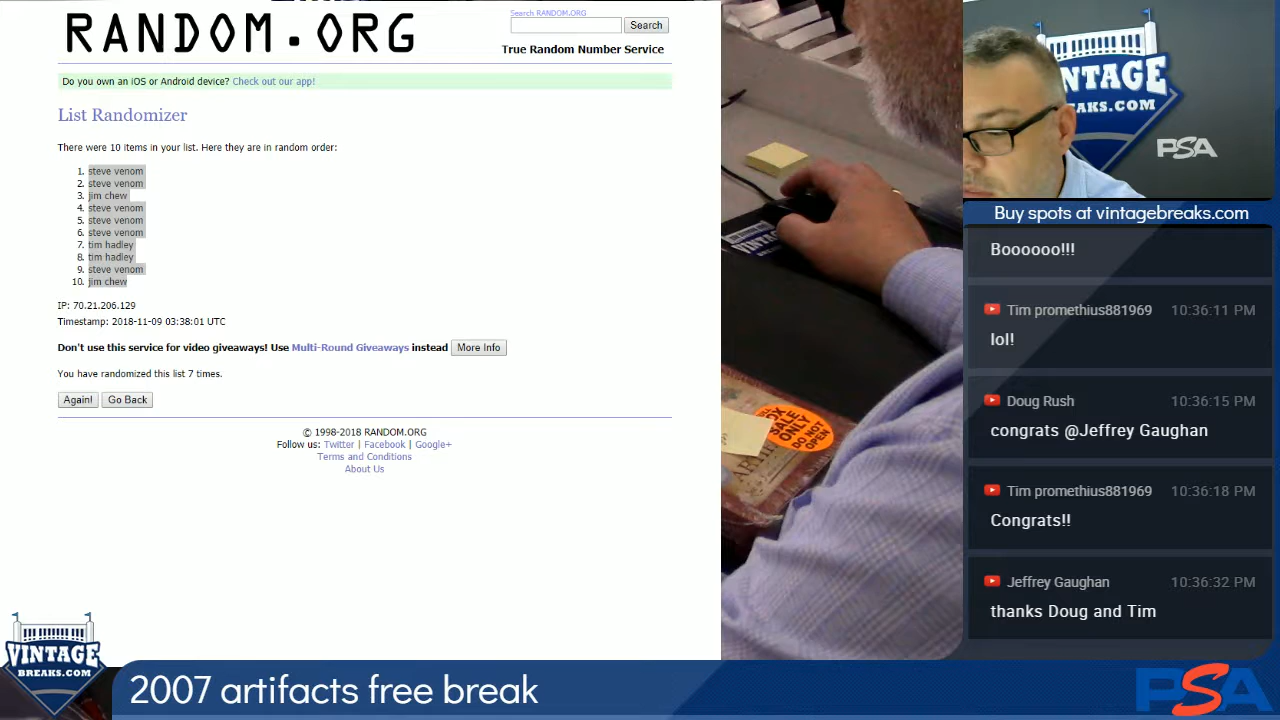 RANDOM.ORG
Search RANDOM.ORG
Search
True Random Number Service
Do you own an iOS or Android device? Check out our app!
List Randomizer
There were 10 items in your list. Here they are in random order:
1. steve venom
2. steve venom
3. jim chew
4. steve venom
5. steve venom
6. steve venom
7. tim hadley
8. tim hadley
9. steve venom
10. jim chew
IP: 70.21.206.129
Timestamp: 2018-11-09 03:38:01 UTC
Don't use this service for video giveaways! Use Multi-Round Giveaways instead More Info
You have randomized this list 7 times.
Again! Go Back
© 1998-2018 RANDOM.ORG
Follow us: Twitter | Facebook | Google+
Terms and Conditions
About Us
SALE
ONLY
DO NOT
OPEN
PSA
Buy spots at vintagebreaks.com
Boooooo!!!
Tim promethius881969 10:36:11 PM
lol!
Doug Rush 10:36:15 PM
congrats @Jeffrey Gaughan
Tim promethius881969 10:36:18 PM
Congrats!!
Jeffrey Gaughan 10:36:32 PM
thanks Doug and Tim
VINTAGE
BREAKS.COM
2007 artifacts free break
PSA